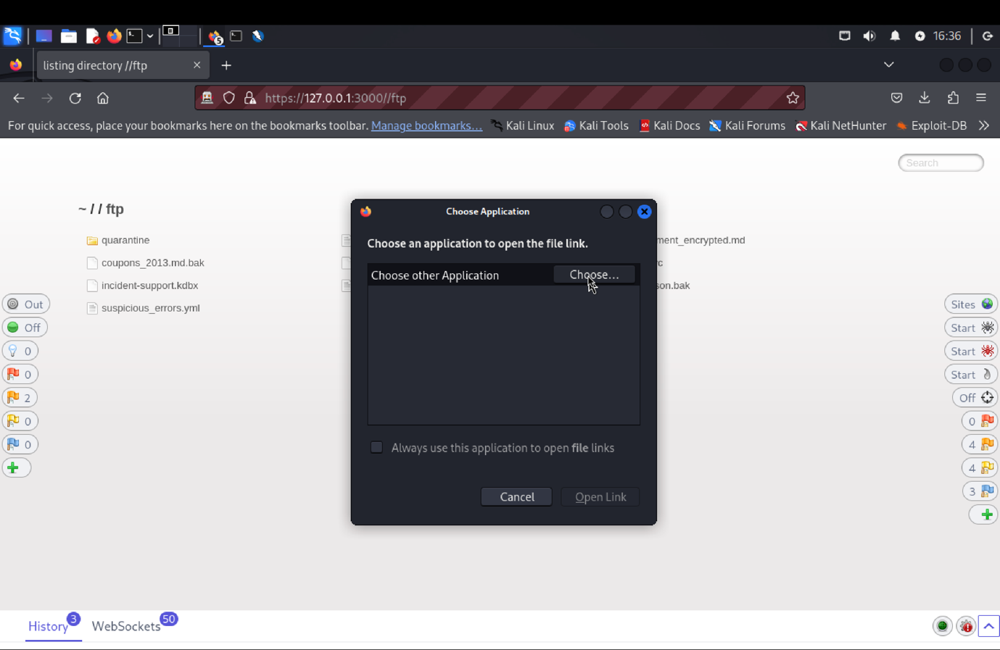 5
16:36
listing directory //ftp
https://127.0.0.1:3000//ftp
For quick access, place your bookmarks here on the bookmarks toolbar. Manage bookmarks... Kali Linux Kali Tools Kali Docs Kali Forums Kali NetHunter Exploit-DB
Search
~ / / ftp
Choose Application
quarantine
ment_encrypted.md
Choose an application to open the file link.
coupons_2013.md.bak
Choose other Application Choose...
incident-support.kdbx
son.bak
suspicious_errors.yml
Out
Off
0
0
2
0
0
Sites
Start
Start
Start
Off
0
4
4
3
Always use this application to open file links
Cancel Open Link
History 3 WebSockets 50